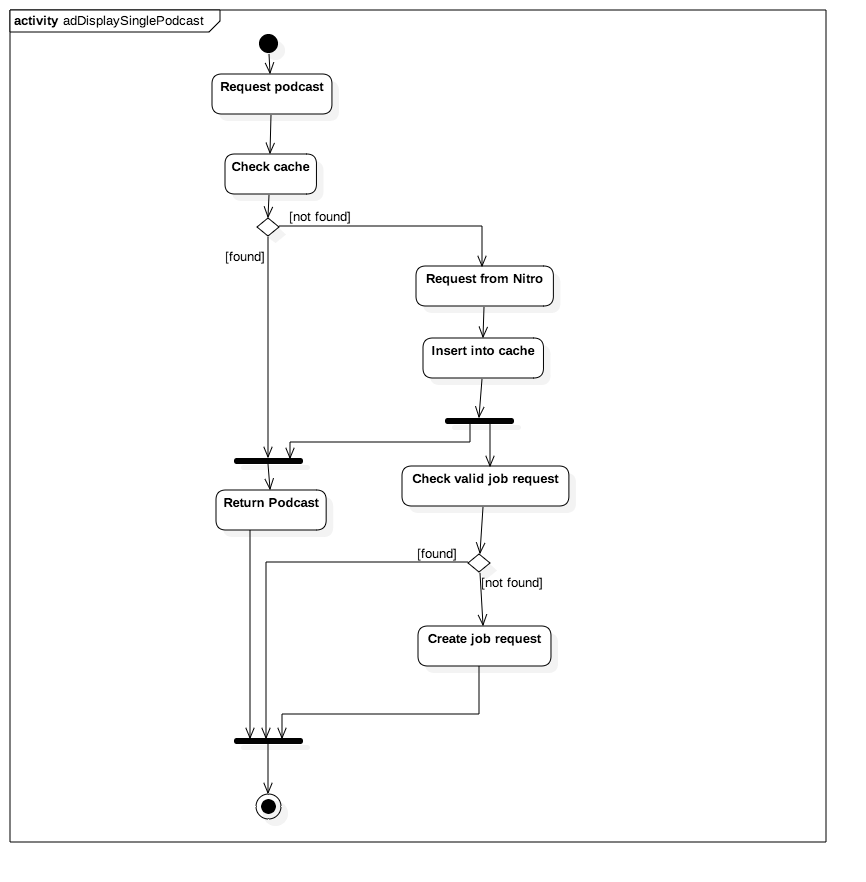 activity adDisplaySinglePodcast
Request podcast
Check cache
[not found]
[found]
Request from Nitro
Insert into cache
Check valid job request
Return Podcast
[found]
[not found]
Create job request